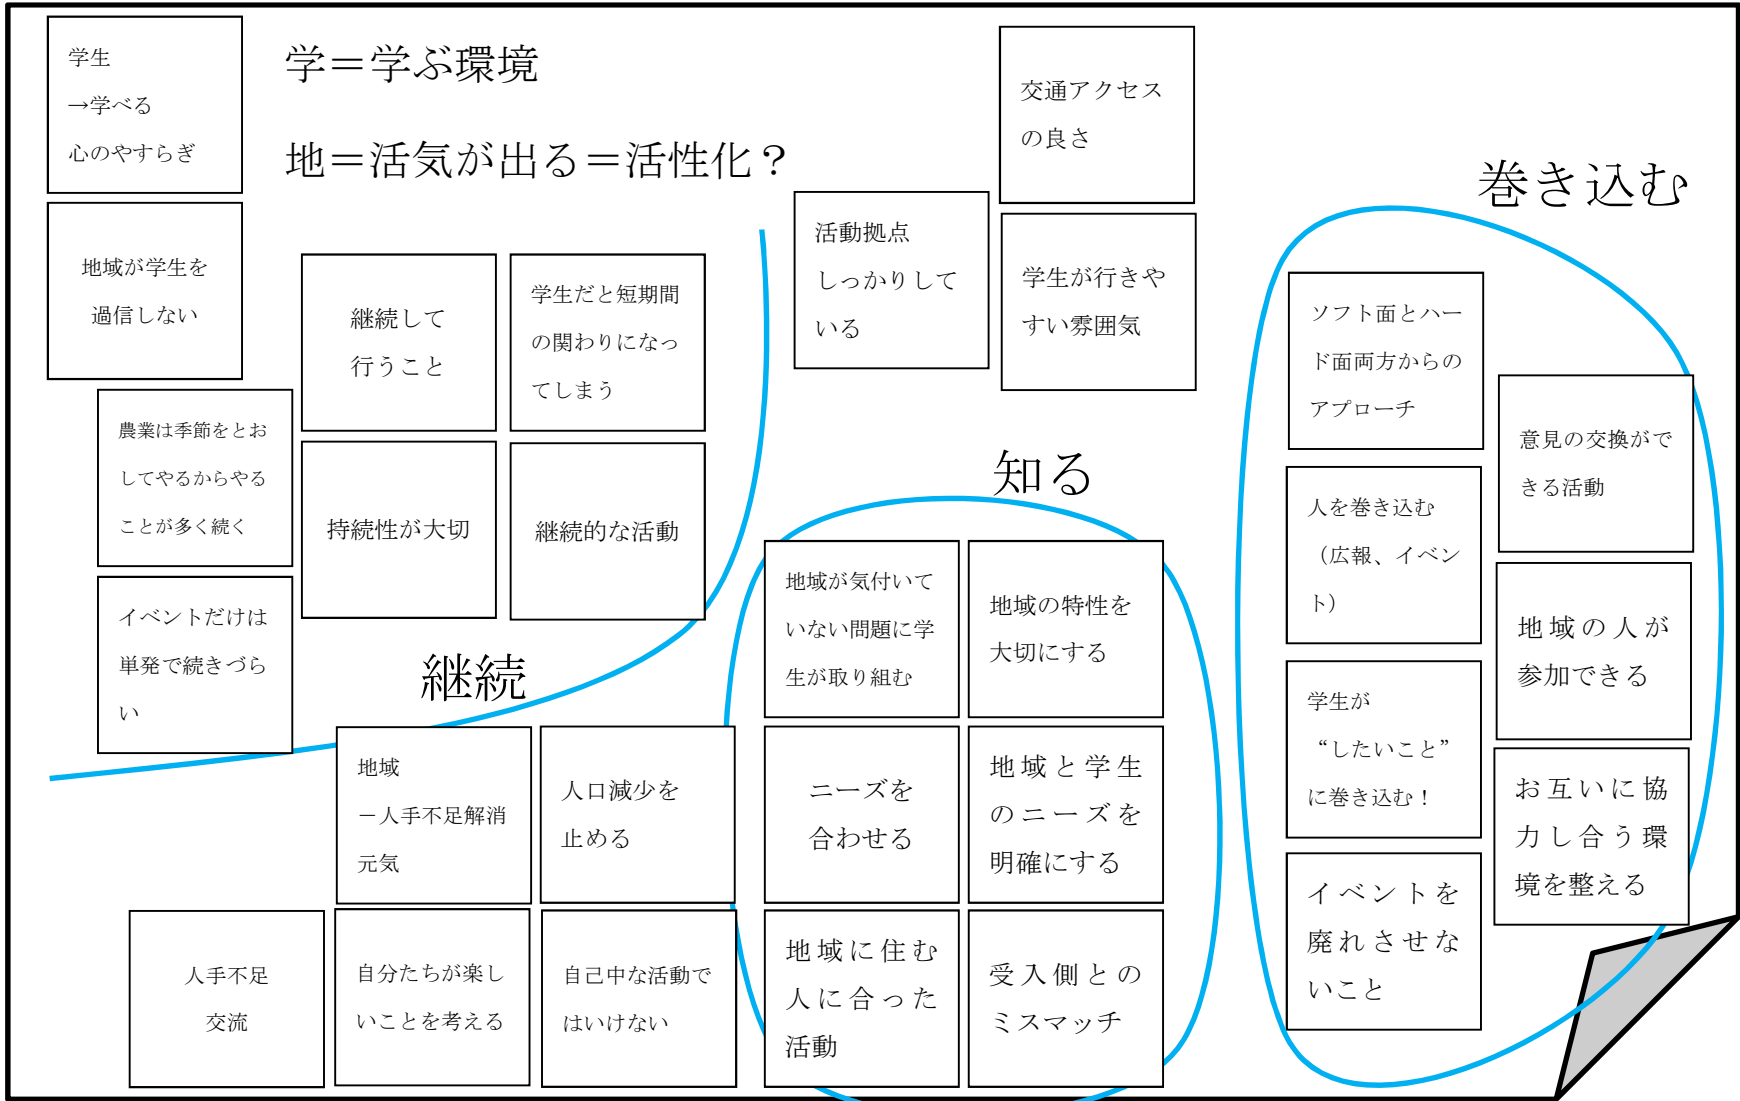 学生
→学べる
心のやすらぎ
学＝学ぶ環境
地＝活気が出る＝活性化？
地域が学生を
過信しない
継続して
行うこと
学生だと短期間
の関わりになっ
てしまう
農業は季節をとお
してやるからやる
ことが多く続く
持続性が大切
継続的な活動
イベントだけは
単発で続きづら
い
継続
交通アクセス
の良さ
活動拠点
しっかりして
いる
学生が行きや
すい雰囲気
知る
地域が気付いて
いない問題に学
生が取り組む
地域の特性を
大切にする
ニーズを
合わせる
地域と学生
のニーズを
明確にする
地域に住む
人に合った
活動
受入側との
ミスマッチ
地域
－人手不足解消
元気
人口減少を
止める
人手不足
交流
自分たちが楽し
いことを考える
自己中な活動で
はいけない
巻き込む
ソフト面とハー
ド面両方からの
アプローチ
意見の交換がで
きる活動
人を巻き込む
（広報、イベン
ト）
地域の人が
参加できる
学生が
“したいこと”
に巻き込む！
お互いに協
力し合う環
境を整える
イベントを
廃れさせな
いこと